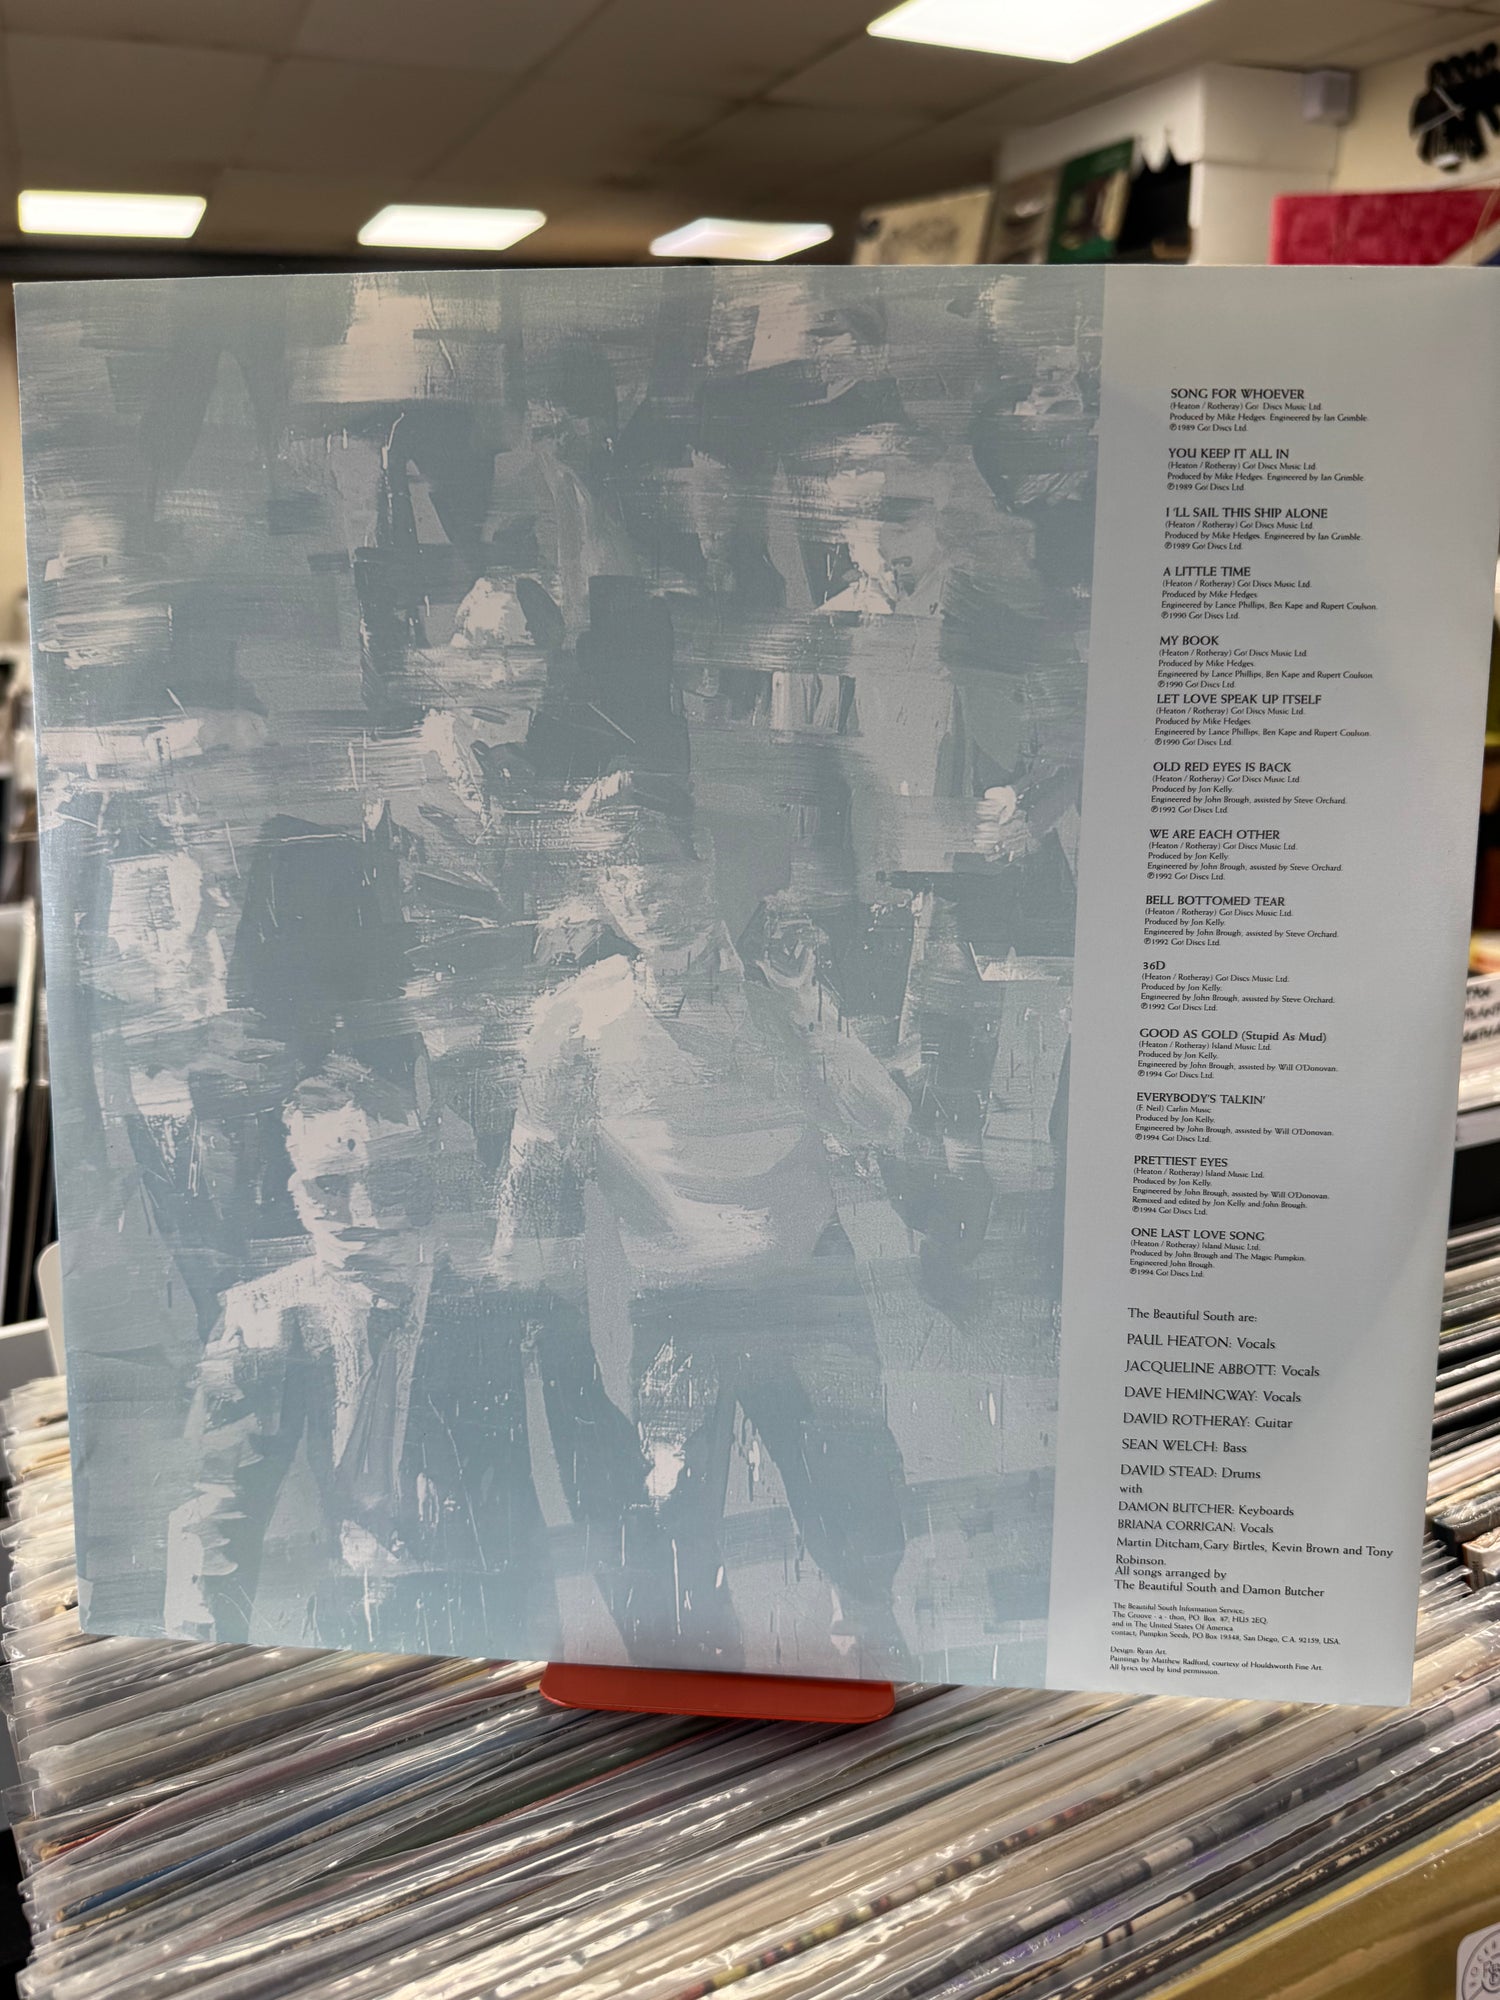 SONG FOR WHOEVER
(Heaton / Rotheray) Go! Discs Music Ltd.
Produced by Mike Hedges. Engineered by Ian Grimble.
℗1989 Go! Discs Ltd.
YOU KEEP IT ALL IN
(Heaton / Rotheray) Go! Discs Music Ltd.
Produced by Mike Hedges. Engineered by Ian Grimble.
℗1989 Go! Discs Ltd.
I 'LL SAIL THIS SHIP ALONE
(Heaton / Rotheray) Go! Discs Music Ltd.
Produced by Mike Hedges. Engineered by Ian Grimble.
℗1989 Go! Discs Ltd.
A LITTLE TIME
(Heaton / Rotheray) Go! Discs Music Ltd.
Produced by Mike Hedges
Engineered by Lance Phillips, Ben Kape and Rupert Coulson.
℗1990 Go! Discs Ltd.
MY BOOK
(Heaton / Rotheray) Go! Discs Music Ltd.
Produced by Mike Hedges.
Engineered by Lance Phillips, Ben Kape and Rupert Coulson.
℗1990 Go! Discs Ltd.
LET LOVE SPEAK UP ITSELF
(Heaton / Rotheray) Go! Discs Music Ltd.
Produced by Mike Hedges
Engineered by Lance Phillips, Ben Kape and Rupert Coulson.
℗1990 Go! Discs Ltd.
OLD RED EYES IS BACK
(Heaton / Rotheray) Go! Discs Music Ltd.
Produced by Jon Kelly.
Engineered by John Brough, assisted by Steve Orchard.
℗1992 Go! Discs Ltd.
WE ARE EACH OTHER
(Heaton / Rotheray) Go! Discs Music Ltd.
Produced by Jon Kelly.
Engineered by John Brough, assisted by Steve Orchard.
℗1992 Go! Discs Ltd.
BELL BOTTOMED TEAR
(Heaton / Rotheray) Go! Discs Music Ltd.
Produced by Jon Kelly.
Engineered by John Brough, assisted by Steve Orchard.
℗1992 Go! Discs Ltd.
36D
(Heaton / Rotheray) Go! Discs Music Ltd.
Produced by Jon Kelly.
Engineered by John Brough, assisted by Steve Orchard.
℗1992 Go! Discs Ltd.
GOOD AS GOLD (Stupid As Mud)
(Heaton / Rotheray) Island Music Ltd.
Produced by Jon Kelly.
Engineered by John Brough, assisted by Will O'Donovan.
℗1994 Go! Discs Ltd.
EVERYBODY'S TALKIN'
(F. Neil) Carlin Music
Produced by Jon Kelly.
Engineered by John Brough, assisted by Will O'Donovan.
℗1994 Go! Discs Ltd.
PRETTIEST EYES
(Heaton / Rotheray) Island Music Ltd.
Produced by Jon Kelly.
Engineered by John Brough, assisted by Will O'Donovan.
Remixed and edited by Jon Kelly and John Brough.
℗1994 Go! Discs Ltd.
ONE LAST LOVE SONG
(Heaton / Rotheray) Island Music Ltd.
Produced by John Brough and The Magic Pumpkin.
Engineered John Brough.
℗1994 Go! Discs Ltd.
The Beautiful South are:
PAUL HEATON: Vocals
JACQUELINE ABBOTT: Vocals
DAVE HEMINGWAY: Vocals
DAVID ROTHERAY: Guitar
SEAN WELCH: Bass
DAVID STEAD: Drums
with
DAMON BUTCHER: Keyboards
BRIANA CORRIGAN: Vocals
Martin Ditcham,Gary Birtles, Kevin Brown and Tony
Robinson.
All songs arranged by
The Beautiful South and Damon Butcher
The Beautiful South Information Service:
The Groove - a - thon, PO. Box. 87, HU5 2EQ.
and in The United States Of America
contact, Pumpkin Seeds, PO Box 19548, San Diego, C.A. 92159, USA.
Design: Ryan Art.
Paintings by Matthew Radford, courtesy of Houldsworth Fine Art.
All lyrics used by kind permission.